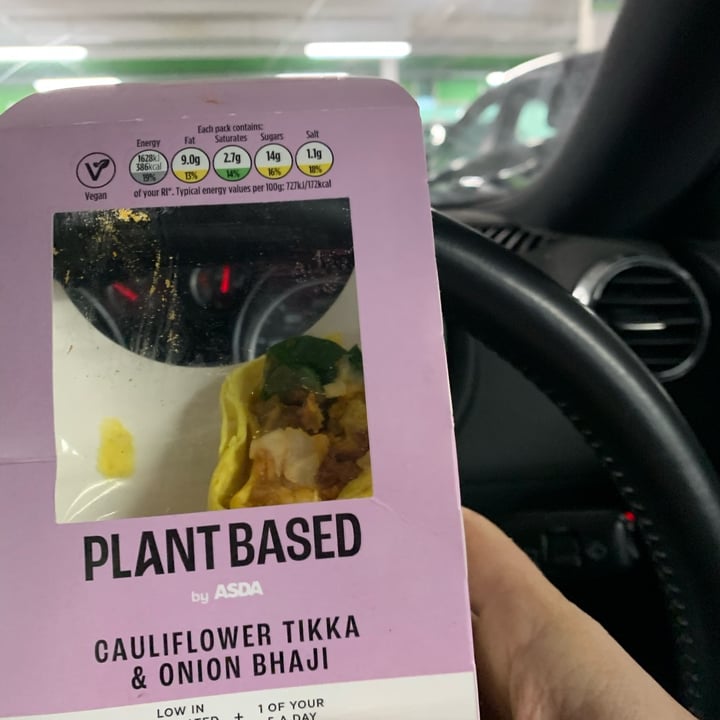 Each pack contains:
Energy Fat Saturates Sugars Salt
1628kJ 386kcal 9.0g 2.7g 14g 1.1g
19% 13% 14% 16% 18%
Vegan
of your RI*. Typical energy values per 100g: 727kJ/172kcal
PLANT BASED
by ASDA
CAULIFLOWER TIKKA
& ONION BHAJI
LOW IN + 1 OF YOUR
5 A DAY